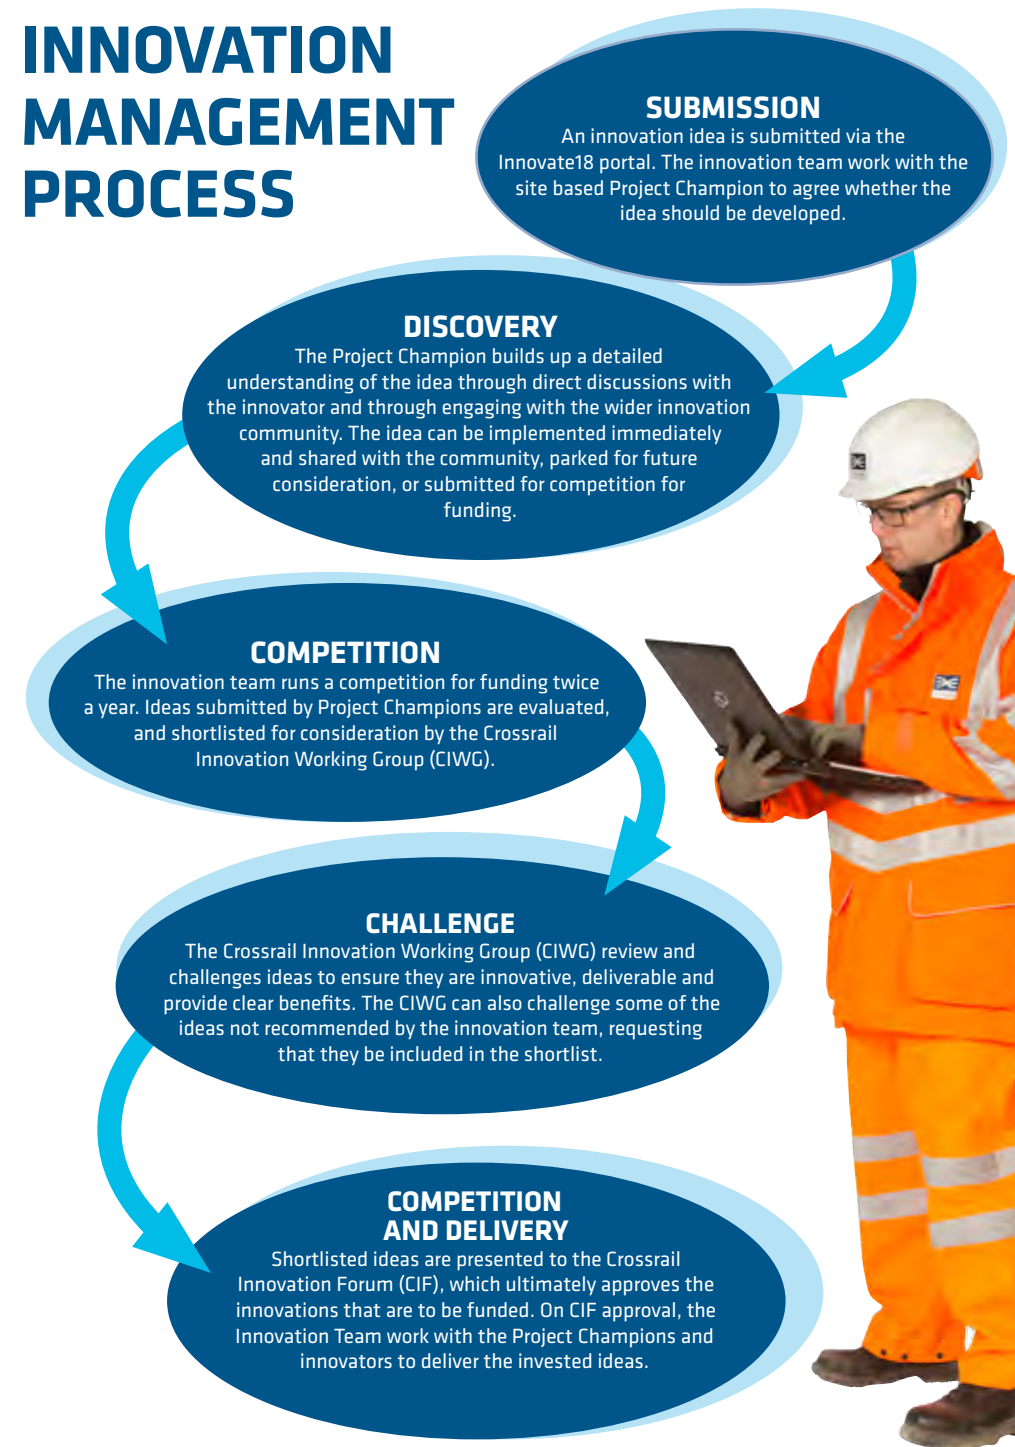 INNOVATION
MANAGEMENT
PROCESS
SUBMISSION
An innovation idea is submitted via the
Innovate18 portal. The innovation team work with the
site based Project Champion to agree whether the
idea should be developed.
DISCOVERY
The Project Champion builds up a detailed
understanding of the idea through direct discussions with
the innovator and through engaging with the wider innovation
community. The idea can be implemented immediately
and shared with the community, parked for future
consideration, or submitted for competition for
funding.
COMPETITION
The innovation team runs a competition for funding twice
a year. Ideas submitted by Project Champions are evaluated,
and shortlisted for consideration by the Crossrail
Innovation Working Group (CIWG).
CHALLENGE
The Crossrail Innovation Working Group (CIWG) review and
challenges ideas to ensure they are innovative, deliverable and
provide clear benefits. The CIWG can also challenge some of the
ideas not recommended by the innovation team, requesting
that they be included in the shortlist.
COMPETITION
AND DELIVERY
Shortlisted ideas are presented to the Crossrail
Innovation Forum (CIF), which ultimately approves the
innovations that are to be funded. On CIF approval, the
Innovation Team work with the Project Champions and
innovators to deliver the invested ideas.